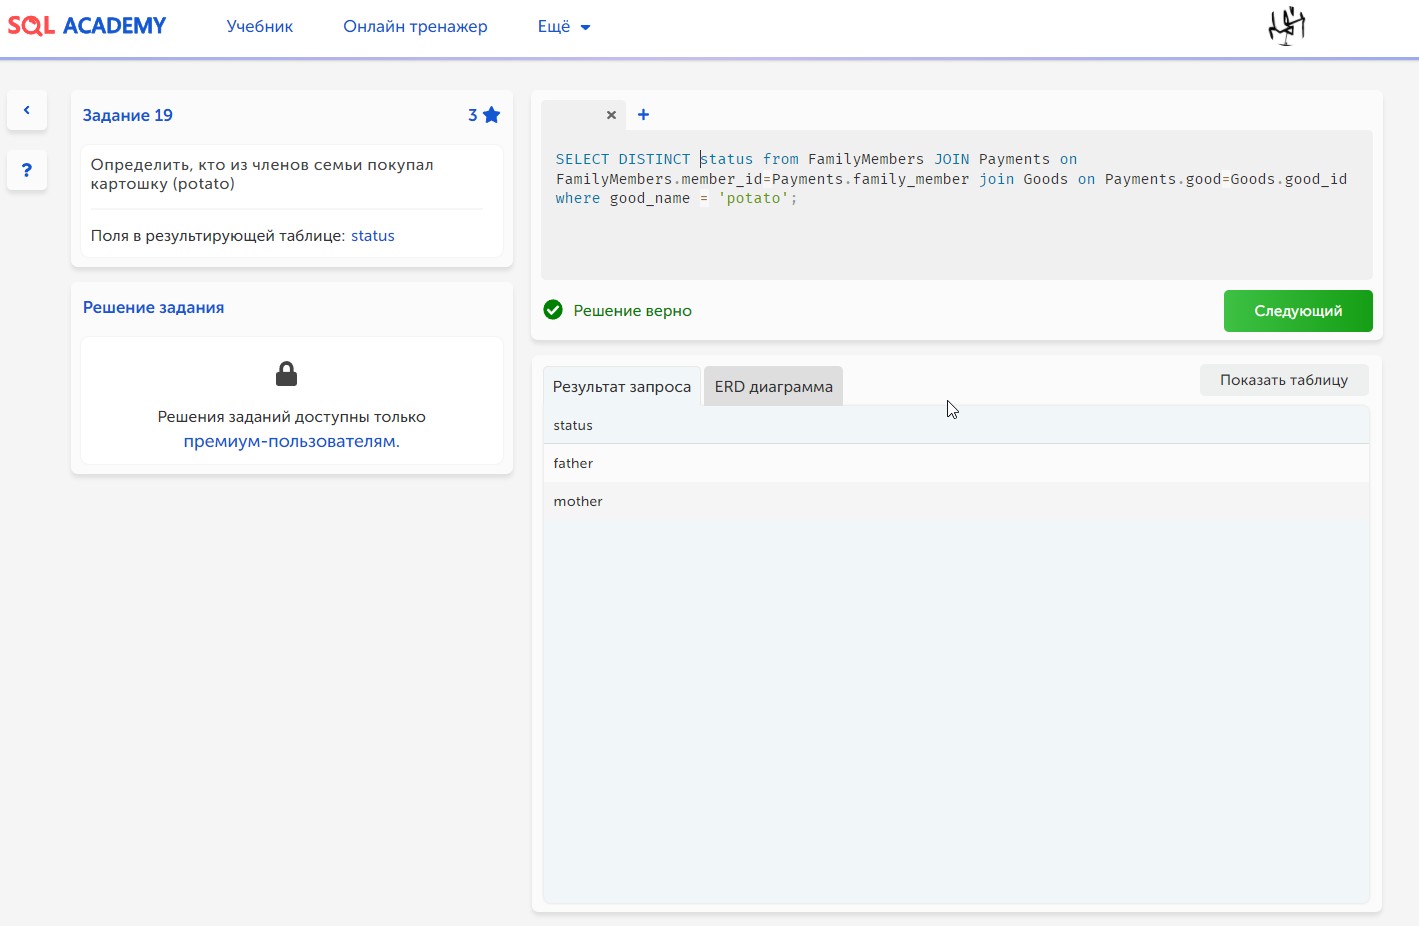 SQL ACADEMY
Учебник
Онлайн тренажер
Ещё
Задание 19
3
Определить, кто из членов семьи покупал
картошку (potato)
Поля в результирующей таблице: status
Решение задания
Решения заданий доступны только
премиум-пользователям.
SELECT DISTINCT status from FamilyMembers JOIN Payments on
FamilyMembers.member_id=Payments.family_member join Goods on Payments.good=Goods.good_id
where good_name = 'potato';
Решение верно
Следующий
Результат запроса
ERD диаграмма
Показать таблицу
status
father
mother